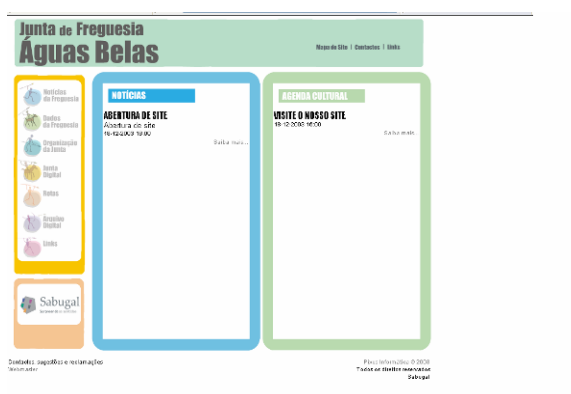 Junta de Freguesia
Águas Belas
Mapa do Site | Contactos | Links
Notícias
da Freguesia
Dados
da Freguesia
Organização
da Junta
Junta
Digital
Rotas
Arquivo
Digital
Links
Sabugal
NOTÍCIAS
ABERTURA DE SITE
Abertura de site
Saiba mais...
AGENDA CULTURAL
VISITE O NOSSO SITE
Saiba mais...
Contactos, sugestões e reclamações
Webmaster
Todos os direitos reservados
Sabugal